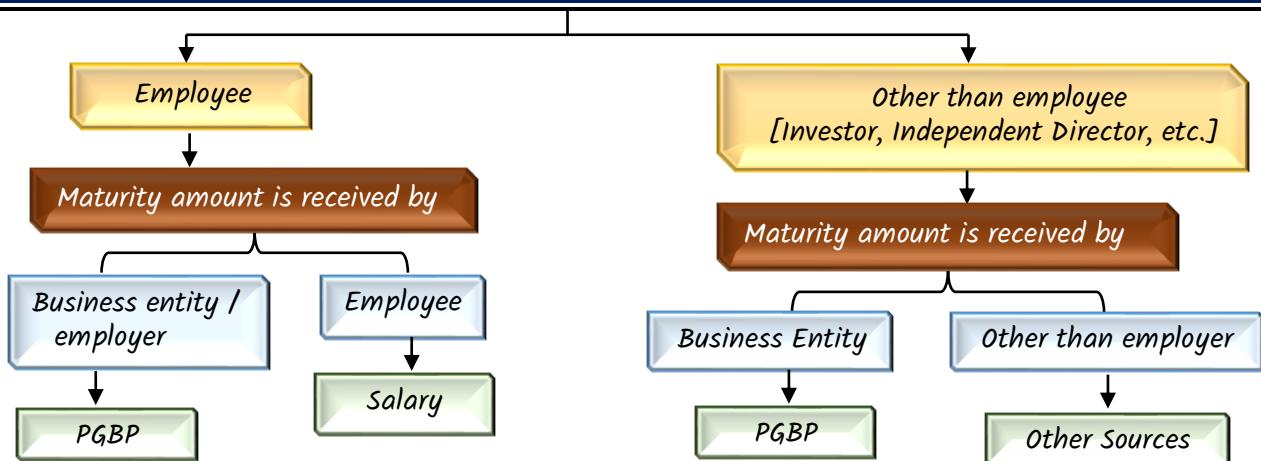 Employee
Other than employee
[Investor, Independent Director, etc.]
Maturity amount is received by
Maturity amount is received by
Business entity /
employer
Employee
Business Entity
Other than employer
PGBP
Salary
PGBP
Other Sources